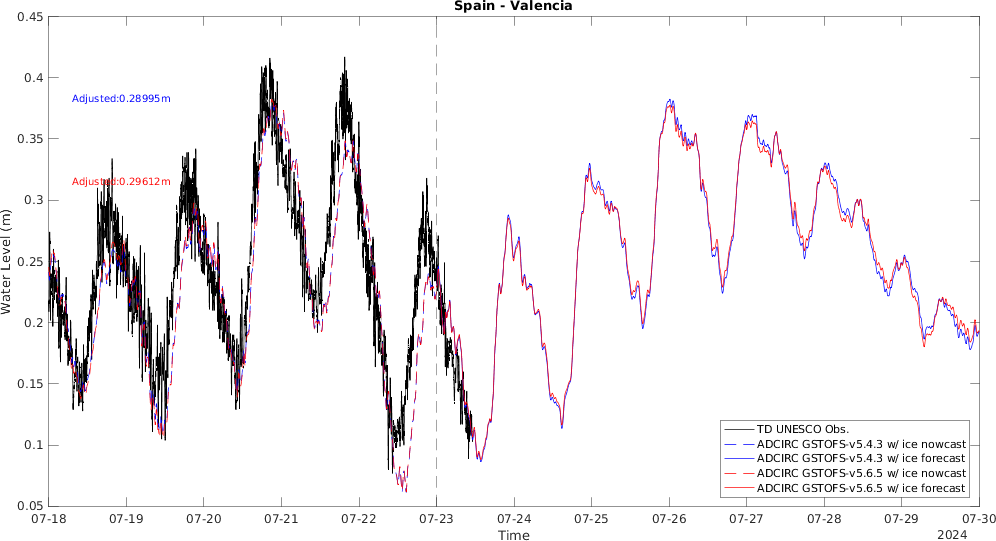 Spain - Valencia
0.45
0.4
0.35
0.3
0.25
0.2
0.15
0.1
0.05
Water Level (m)
Adjusted:0.28995m
Adjusted:0.29612m
TD UNESCO Obs.
ADCIRC GSTOFS-v5.4.3 w/ ice nowcast
ADCIRC GSTOFS-v5.4.3 w/ ice forecast
ADCIRC GSTOFS-v5.6.5 w/ ice nowcast
ADCIRC GSTOFS-v5.6.5 w/ ice forecast
07-18 07-19 07-20 07-21 07-22 07-23 07-24 07-25 07-26 07-27 07-28 07-29 07-30
Time
2024